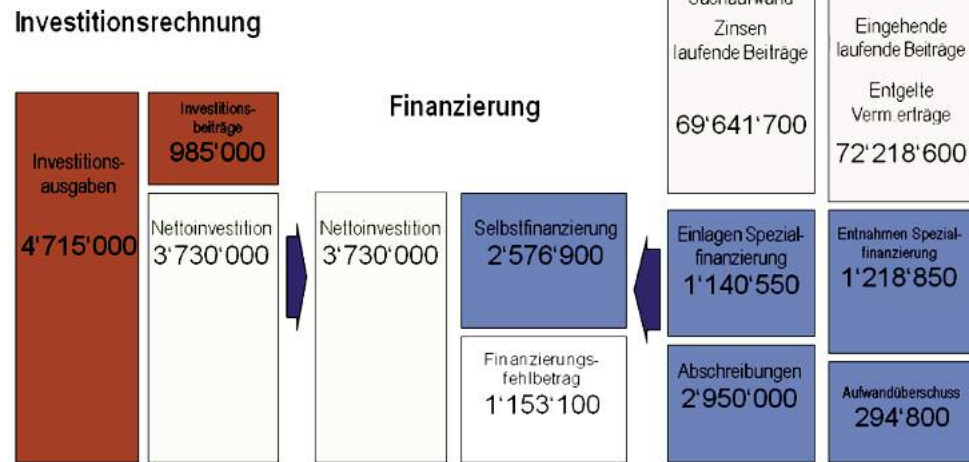 Investitionsrechnung
Investitions-
ausgaben
4'715'000
Investitions-
beiträge
985'000
Nettoinvestition
3'730'000
Finanzierung
Nettoinvestition
3'730'000
Selbstfinanzierung
2'576'900
Finanzierungs-
fehlbetrag
1'153'100
Zinsen
laufende Beiträge
69'641'700
Eingehende
laufende Beiträge
Entgelte
Verm.erträge
72'218'600
Einlagen Spezial-
finanzierung
1'140'550
Entnahmen Spezial-
finanzierung
1'218'850
Abschreibungen
2'950'000
Aufwandüberschuss
294'800